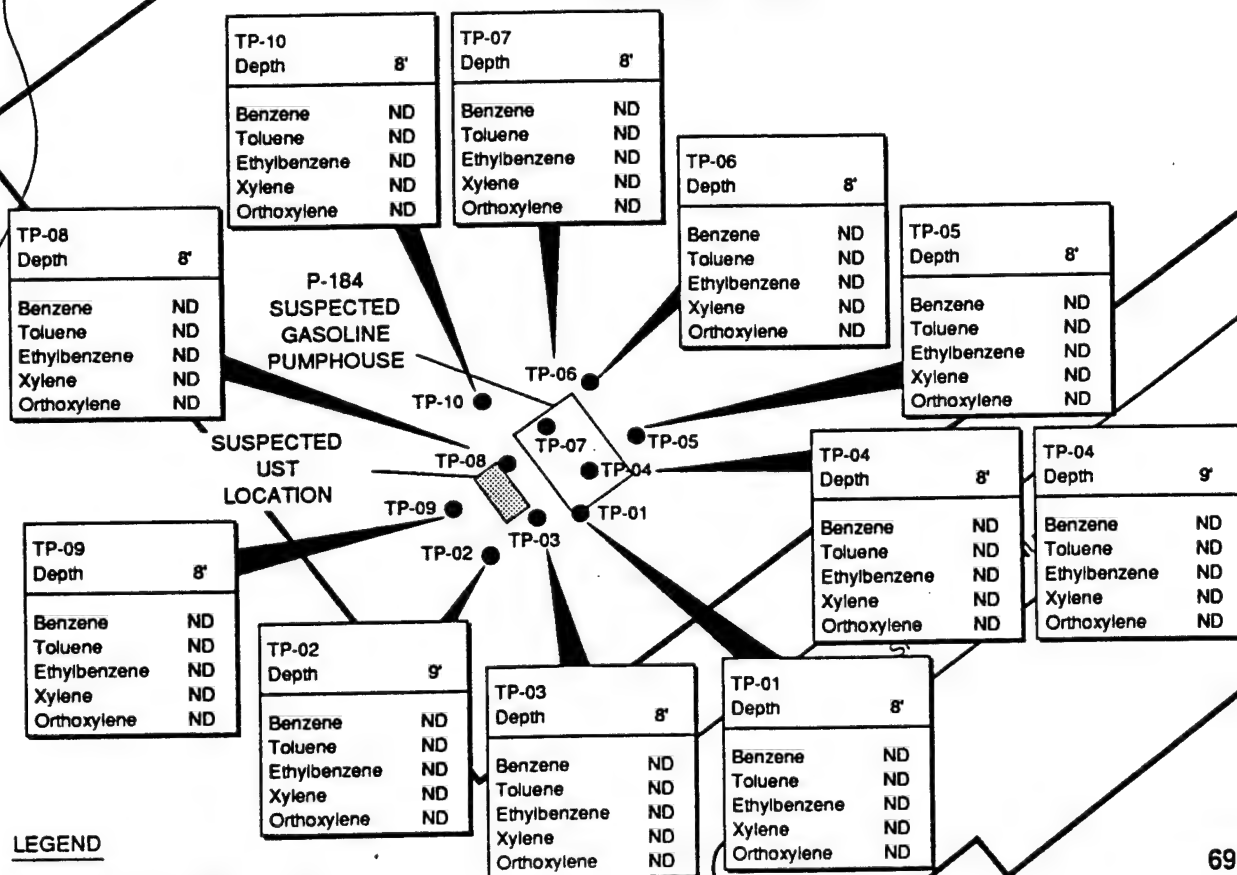 TP-10
Depth 8'
Benzene ND
Toluene ND
Ethylbenzene ND
Xylene ND
Orthoxylene ND
TP-07
Depth 8'
Benzene ND
Toluene ND
Ethylbenzene ND
Xylene ND
Orthoxylene ND
TP-06
Depth 8'
Benzene ND
Toluene ND
Ethylbenzene ND
Xylene ND
Orthoxylene ND
TP-08
Depth 8'
Benzene ND
Toluene ND
Ethylbenzene ND
Xylene ND
Orthoxylene ND
TP-05
Depth 8'
Benzene ND
Toluene ND
Ethylbenzene ND
Xylene ND
Orthoxylene ND
P-184
SUSPECTED
GASOLINE
PUMPHOUSE
TP-06
TP-10
TP-07
TP-05
SUSPECTED
UST
LOCATION
TP-08
TP-04
TP-09
TP-01
TP-03
TP-02
TP-04
Depth 8'
Benzene ND
Toluene ND
Ethylbenzene ND
Xylene ND
Orthoxylene ND
TP-04
Depth 9'
Benzene ND
Toluene ND
Ethylbenzene ND
Xylene ND
Orthoxylene ND
TP-09
Depth 8'
Benzene ND
Toluene ND
Ethylbenzene ND
Xylene ND
Orthoxylene ND
TP-02
Depth 9'
Benzene ND
Toluene ND
Ethylbenzene ND
Xylene ND
Orthoxylene ND
TP-03
Depth 8'
Benzene ND
Toluene ND
Ethylbenzene ND
Xylene ND
Orthoxylene ND
TP-01
Depth 8'
Benzene ND
Toluene ND
Ethylbenzene ND
Xylene ND
Orthoxylene ND
LEGEND
69